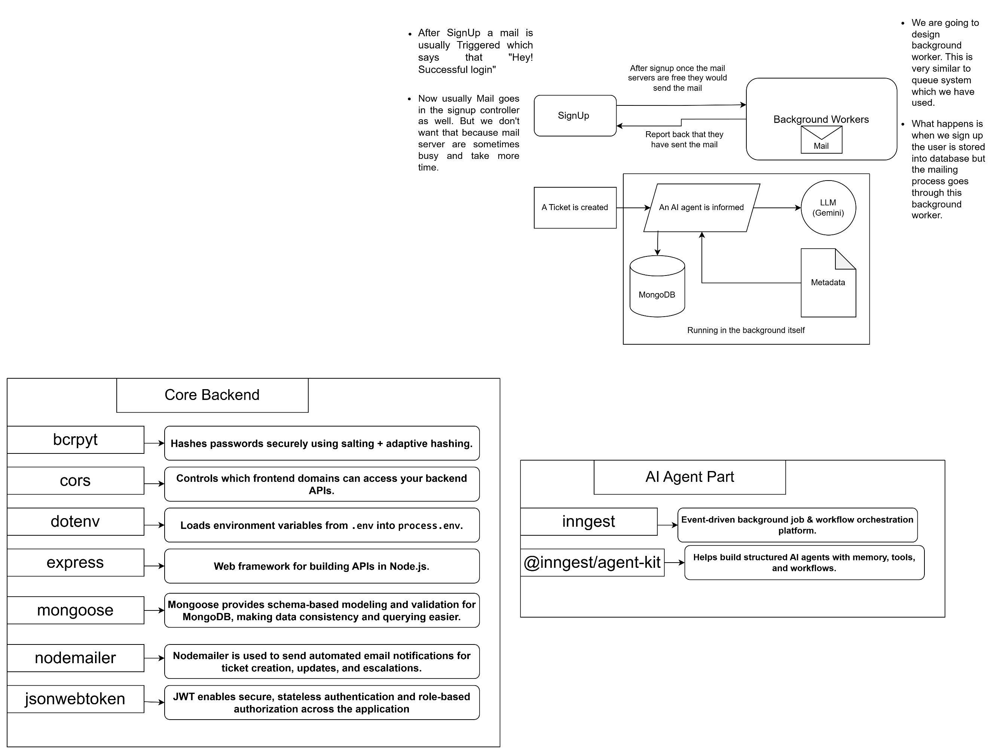 After SignUp a mail is
usually Triggered which
says that "Hey!
Successful login"
Now usually Mail goes
in the signup controller
as well. But we don't
want that because mail
server are sometimes
busy and take more
time.
After signup once the mail
servers are free they would
send the mail
SignUp
Background Workers
Mail
Report back that they
have sent the mail
We are going to
design
background
worker. This is
very similar to
queue system
which we have
used.
What happens is
when we sign up
the user is stored
into database but
the mailing
process goes
through this
background
worker.
A Ticket is created
An AI agent is informed
LLM
(Gemini)
MongoDB
Metadata
Running in the background itself
Core Backend
bcrpyt
Hashes passwords securely using salting + adaptive hashing.
cors
Controls which frontend domains can access your backend
APIs.
dotenv
Loads environment variables from .env into process.env.
express
Web framework for building APIs in Node.js.
mongoose
Mongoose provides schema-based modeling and validation for
MongoDB, making data consistency and querying easier.
nodemailer
Nodemailer is used to send automated email notifications for
ticket creation, updates, and escalations.
jsonwebtoken
JWT enables secure, stateless authentication and role-based
authorization across the application
AI Agent Part
inngest
Event-driven background job & workflow orchestration
platform.
@inngest/agent-kit
Helps build structured AI agents with memory, tools,
and workflows.